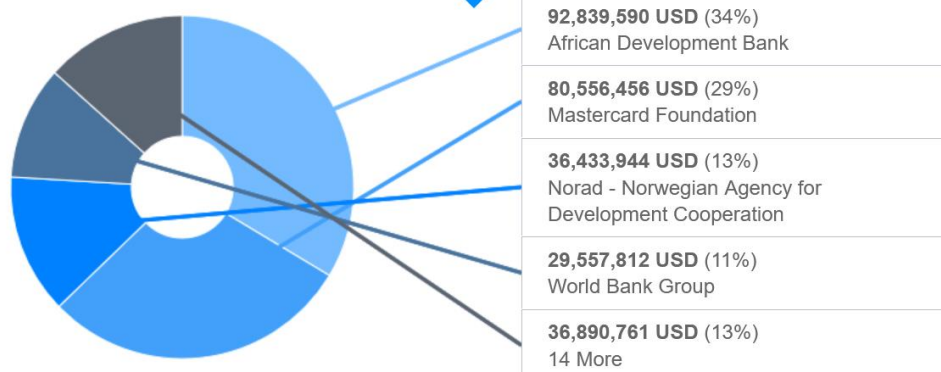 92,839,590 USD (34%)
African Development Bank
80,556,456 USD (29%)
Mastercard Foundation
36,433,944 USD (13%)
Norad - Norwegian Agency for
Development Cooperation
29,557,812 USD (11%)
World Bank Group
36,890,761 USD (13%)
14 More